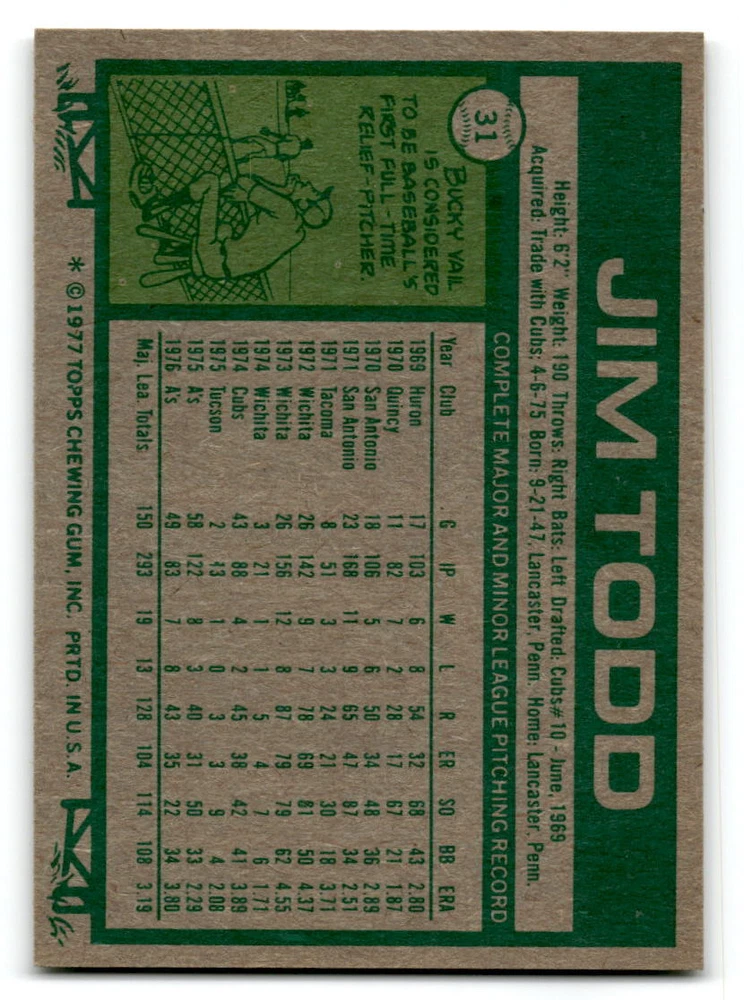 31
JIM TODD
Height: 6'2" Weight: 190 Throws: Right Bats: Left Drafted: Cubs #10 - June, 1969
Acquired: Trade with Cubs: 4-6-75 Born: 9-21-47, Lancaster, Penn. Home: Lancaster, Penn.
COMPLETE MAJOR AND MINOR LEAGUE PITCHING RECORD
BUCKY VAIL
IS CONSIDERED
TO BE BASEBALL'S
FIRST FULL-TIME
RELIEF-PITCHER.
Year Club G IP W L R ER SO BB ERA
1969 Huron 17 103 6 8 54 32 68 43 2.80
1970 Quincy 11 82 7 2 28 17 67 21 1.87
1970 San Antonio 18 106 5 6 50 34 48 36 2.89
1971 San Antonio 23 168 11 9 65 47 87 34 2.51
1971 Tacoma 8 51 3 1 24 21 30 18 3.71
1972 Wichita 26 142 9 7 78 69 81 50 4.37
1973 Wichita 26 156 12 8 87 79 79 62 4.55
1974 Wichita 3 21 1 1 5 4 7 6 1.71
1974 Cubs 43 88 4 2 45 38 42 41 3.89
1975 Tucson 2 13 1 0 3 3 9 4 2.08
1975 A's 58 122 8 3 40 31 50 33 2.29
1976 A's 49 83 7 8 43 35 22 34 3.80
Maj. Lea. Totals 150 293 19 13 128 104 114 108 3.19
* © 1977 TOPPS CHEWING GUM, INC. PRTD. IN U.S.A.